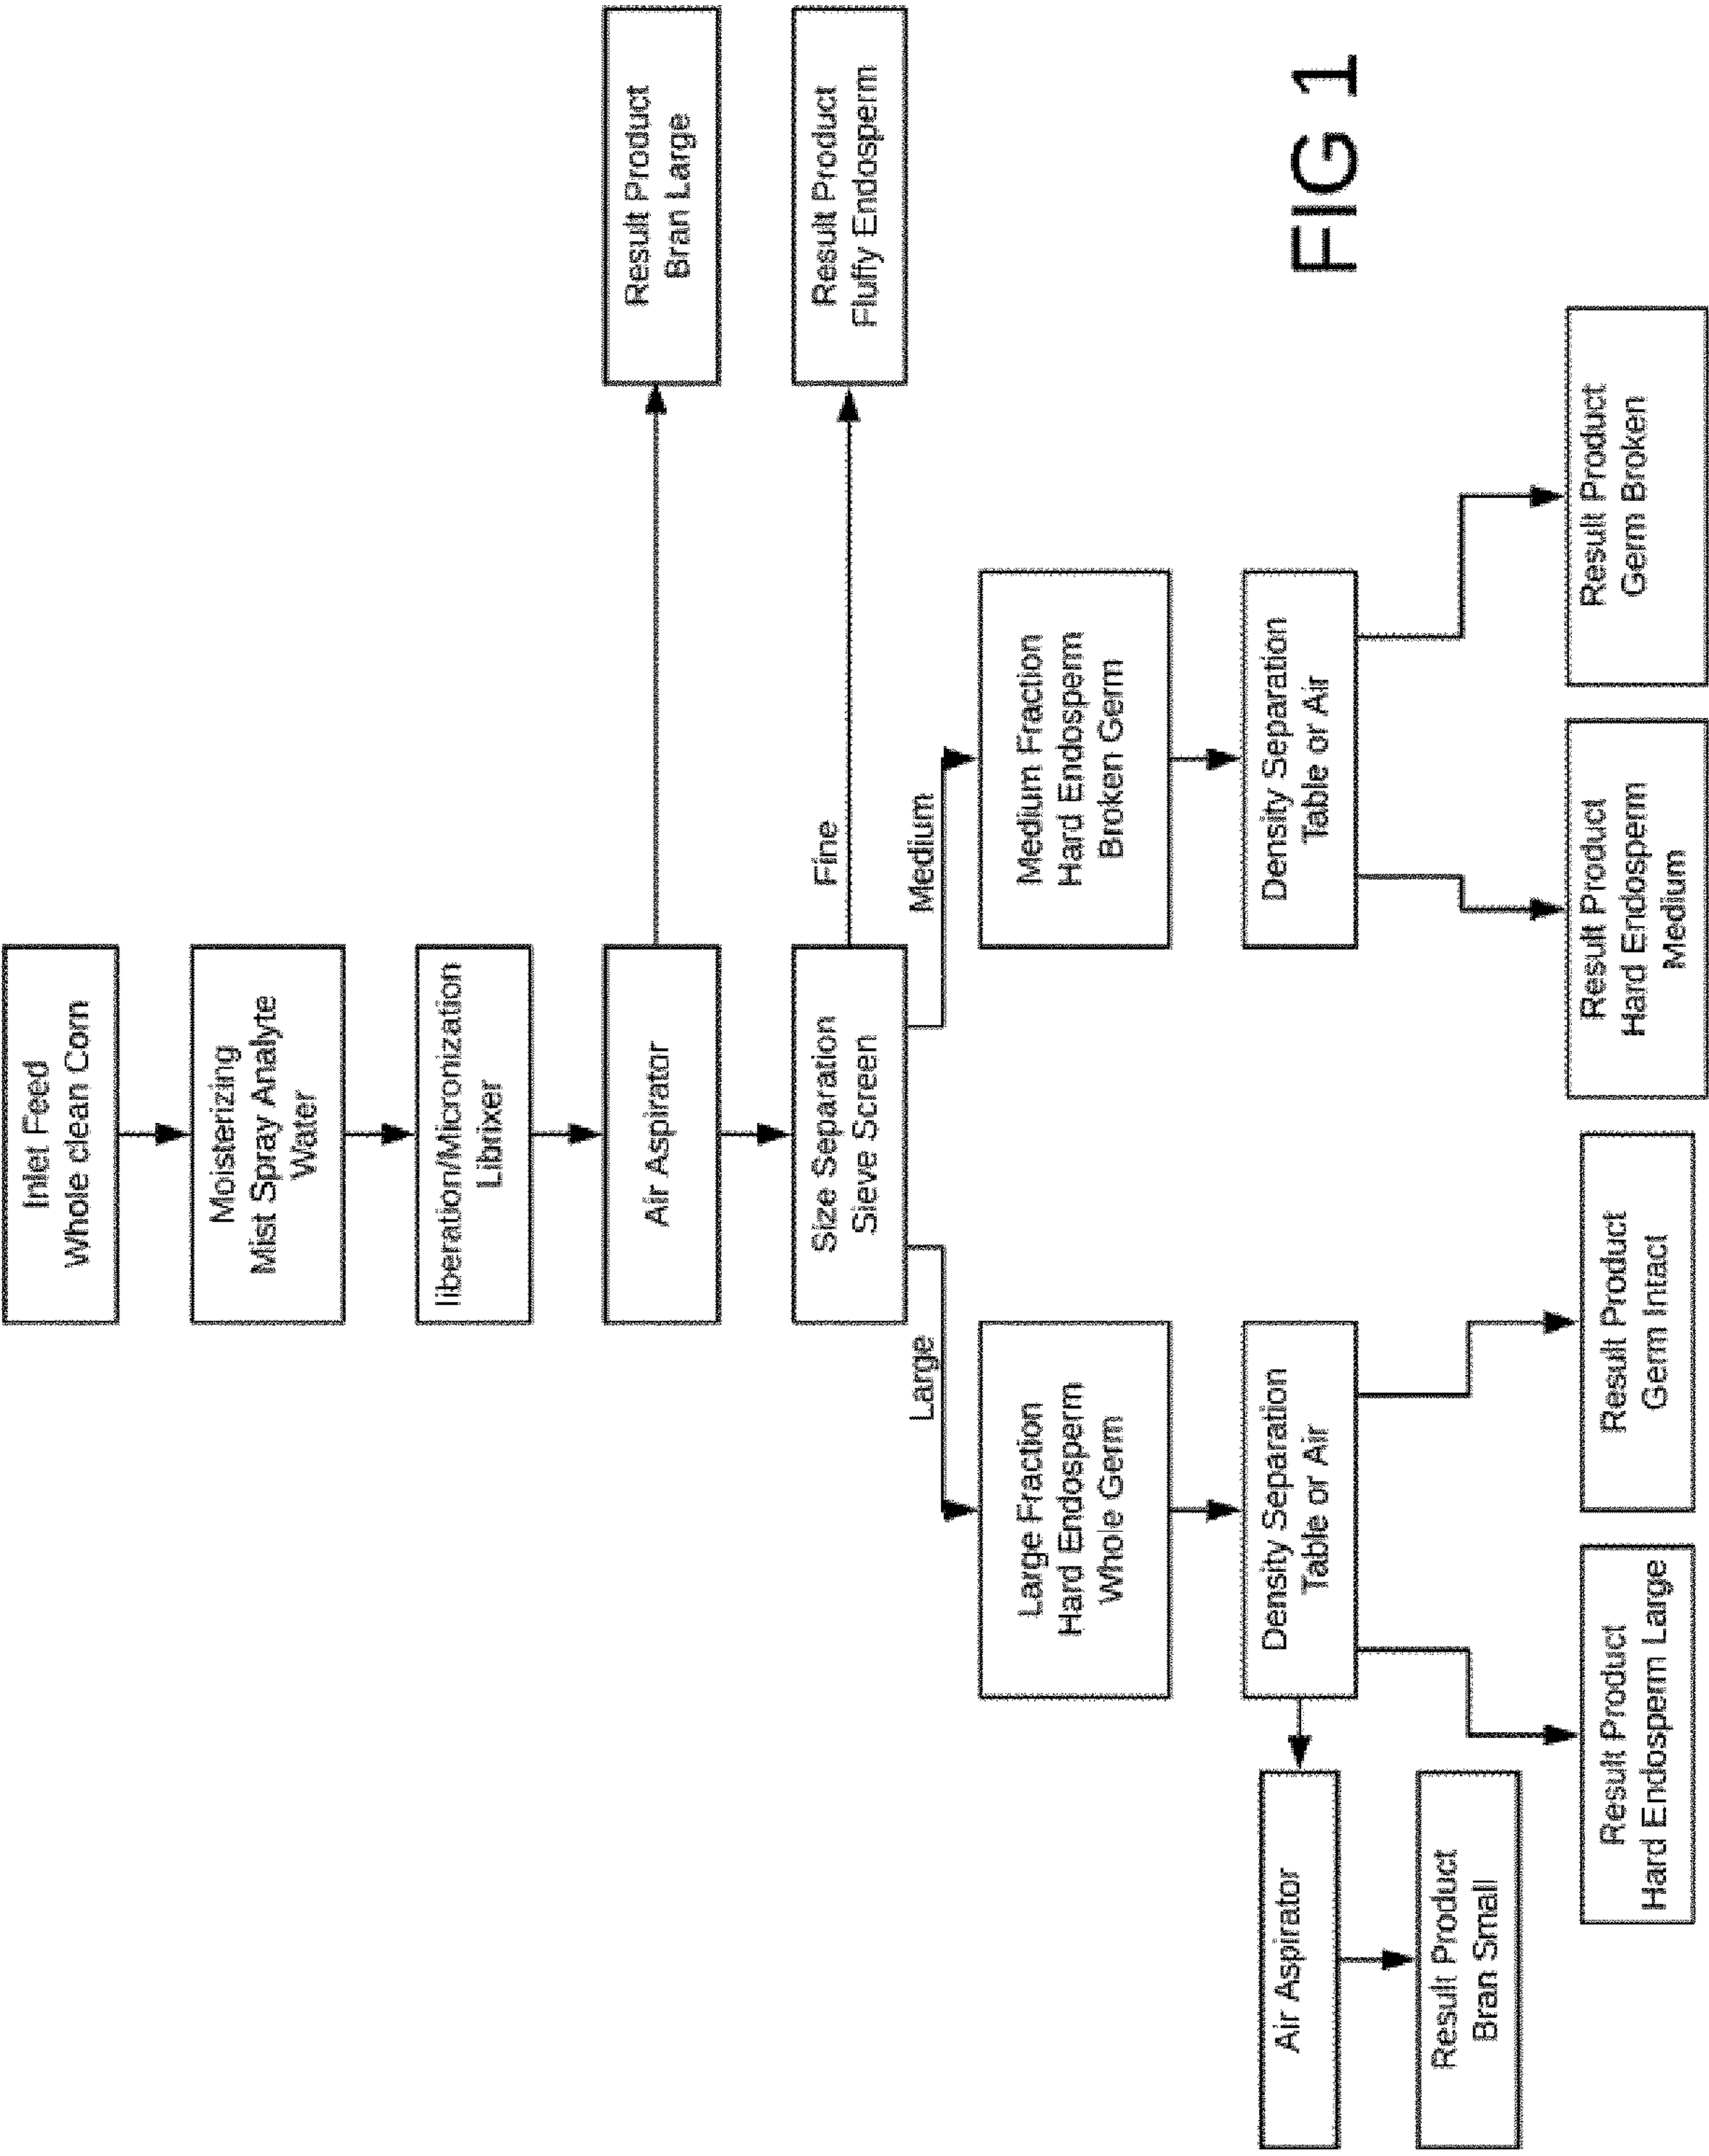 Inlet Feed
Whole clean Corn
Moisterizing
Mist Spray Analyte
Water
liberation/Micronization
Librixer
Air Aspirator
Result Product
Bran Large
Size Separation
Sieve Screen
Fine
Result Product
Fluffy Endosperm
Large
Medium
Large Fraction
Hard Endosperm
Whole Germ
Medium Fraction
Hard Endosperm
Broken Germ
Density Separation
Table or Air
Density Separation
Table or Air
Air Aspirator
Result Product
Bran Small
Result Product
Hard Endosperm Large
Result Product
Germ Intact
Result Product
Hard Endosperm
Medium
Result Product
Germ Broken
FIG 1